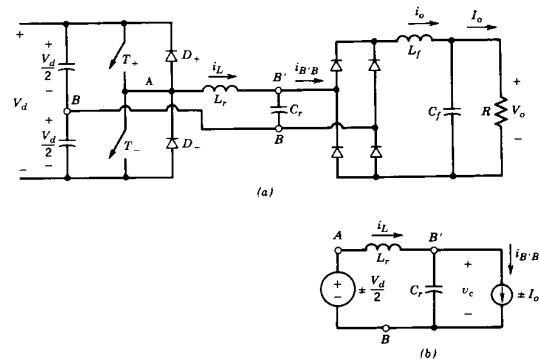 + +
V_d/2 T_+ D_+ i_o I_o
− A i_L L_f
V_d B B' i_B'B +
+ L_r C_r C_f R V_o
V_d/2 T_− D_− B −
− −
(a)
A i_L B'
L_r i_B'B
+ +
± V_d/2 C_r v_c ± I_o
− −
B
(b)